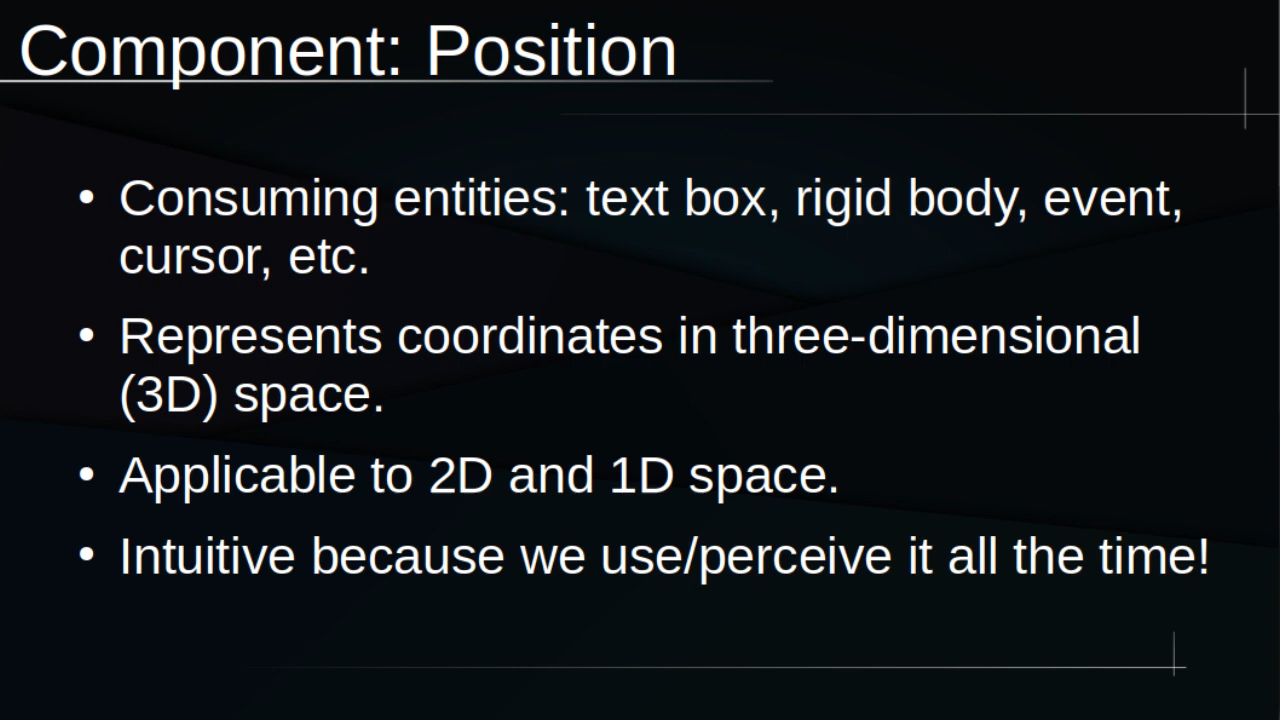 Component: Position
• Consuming entities: text box, rigid body, event,
cursor, etc.
• Represents coordinates in three-dimensional
(3D) space.
• Applicable to 2D and 1D space.
• Intuitive because we use/perceive it all the time!